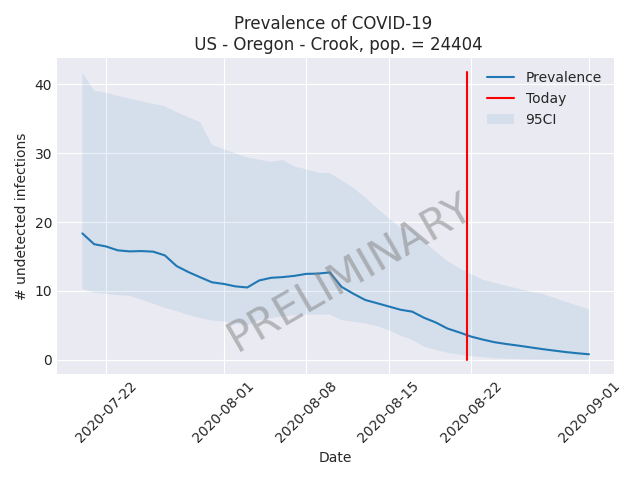 Prevalence of COVID-19
US - Oregon - Crook, pop. = 24404
Prevalence
Today
95CI
40
30
20
10
0
# undetected infections
PRELIMINARY
2020-07-22
2020-08-01
2020-08-08
2020-08-15
2020-08-22
2020-09-01
Date